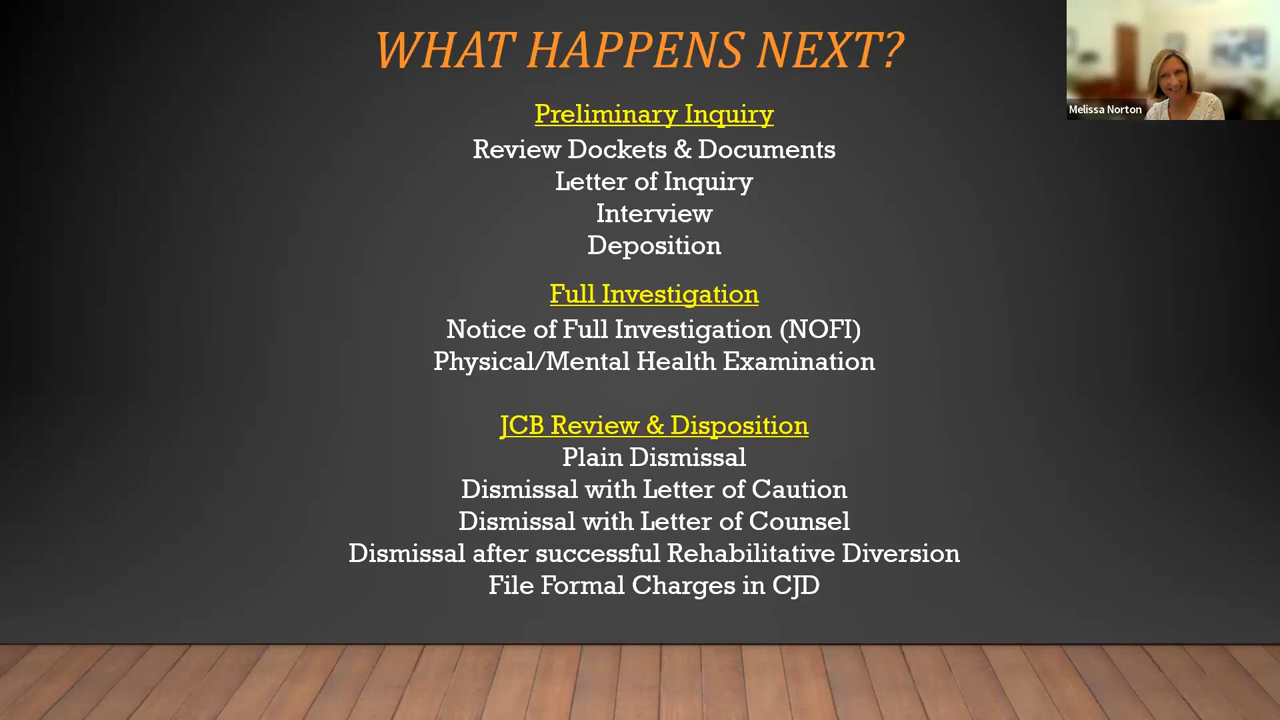 WHAT HAPPENS NEXT?
Melissa Norton
Preliminary Inquiry
Review Dockets & Documents
Letter of Inquiry
Interview
Deposition
Full Investigation
Notice of Full Investigation (NOFI)
Physical/Mental Health Examination
JCB Review & Disposition
Plain Dismissal
Dismissal with Letter of Caution
Dismissal with Letter of Counsel
Dismissal after successful Rehabilitative Diversion
File Formal Charges in CJD